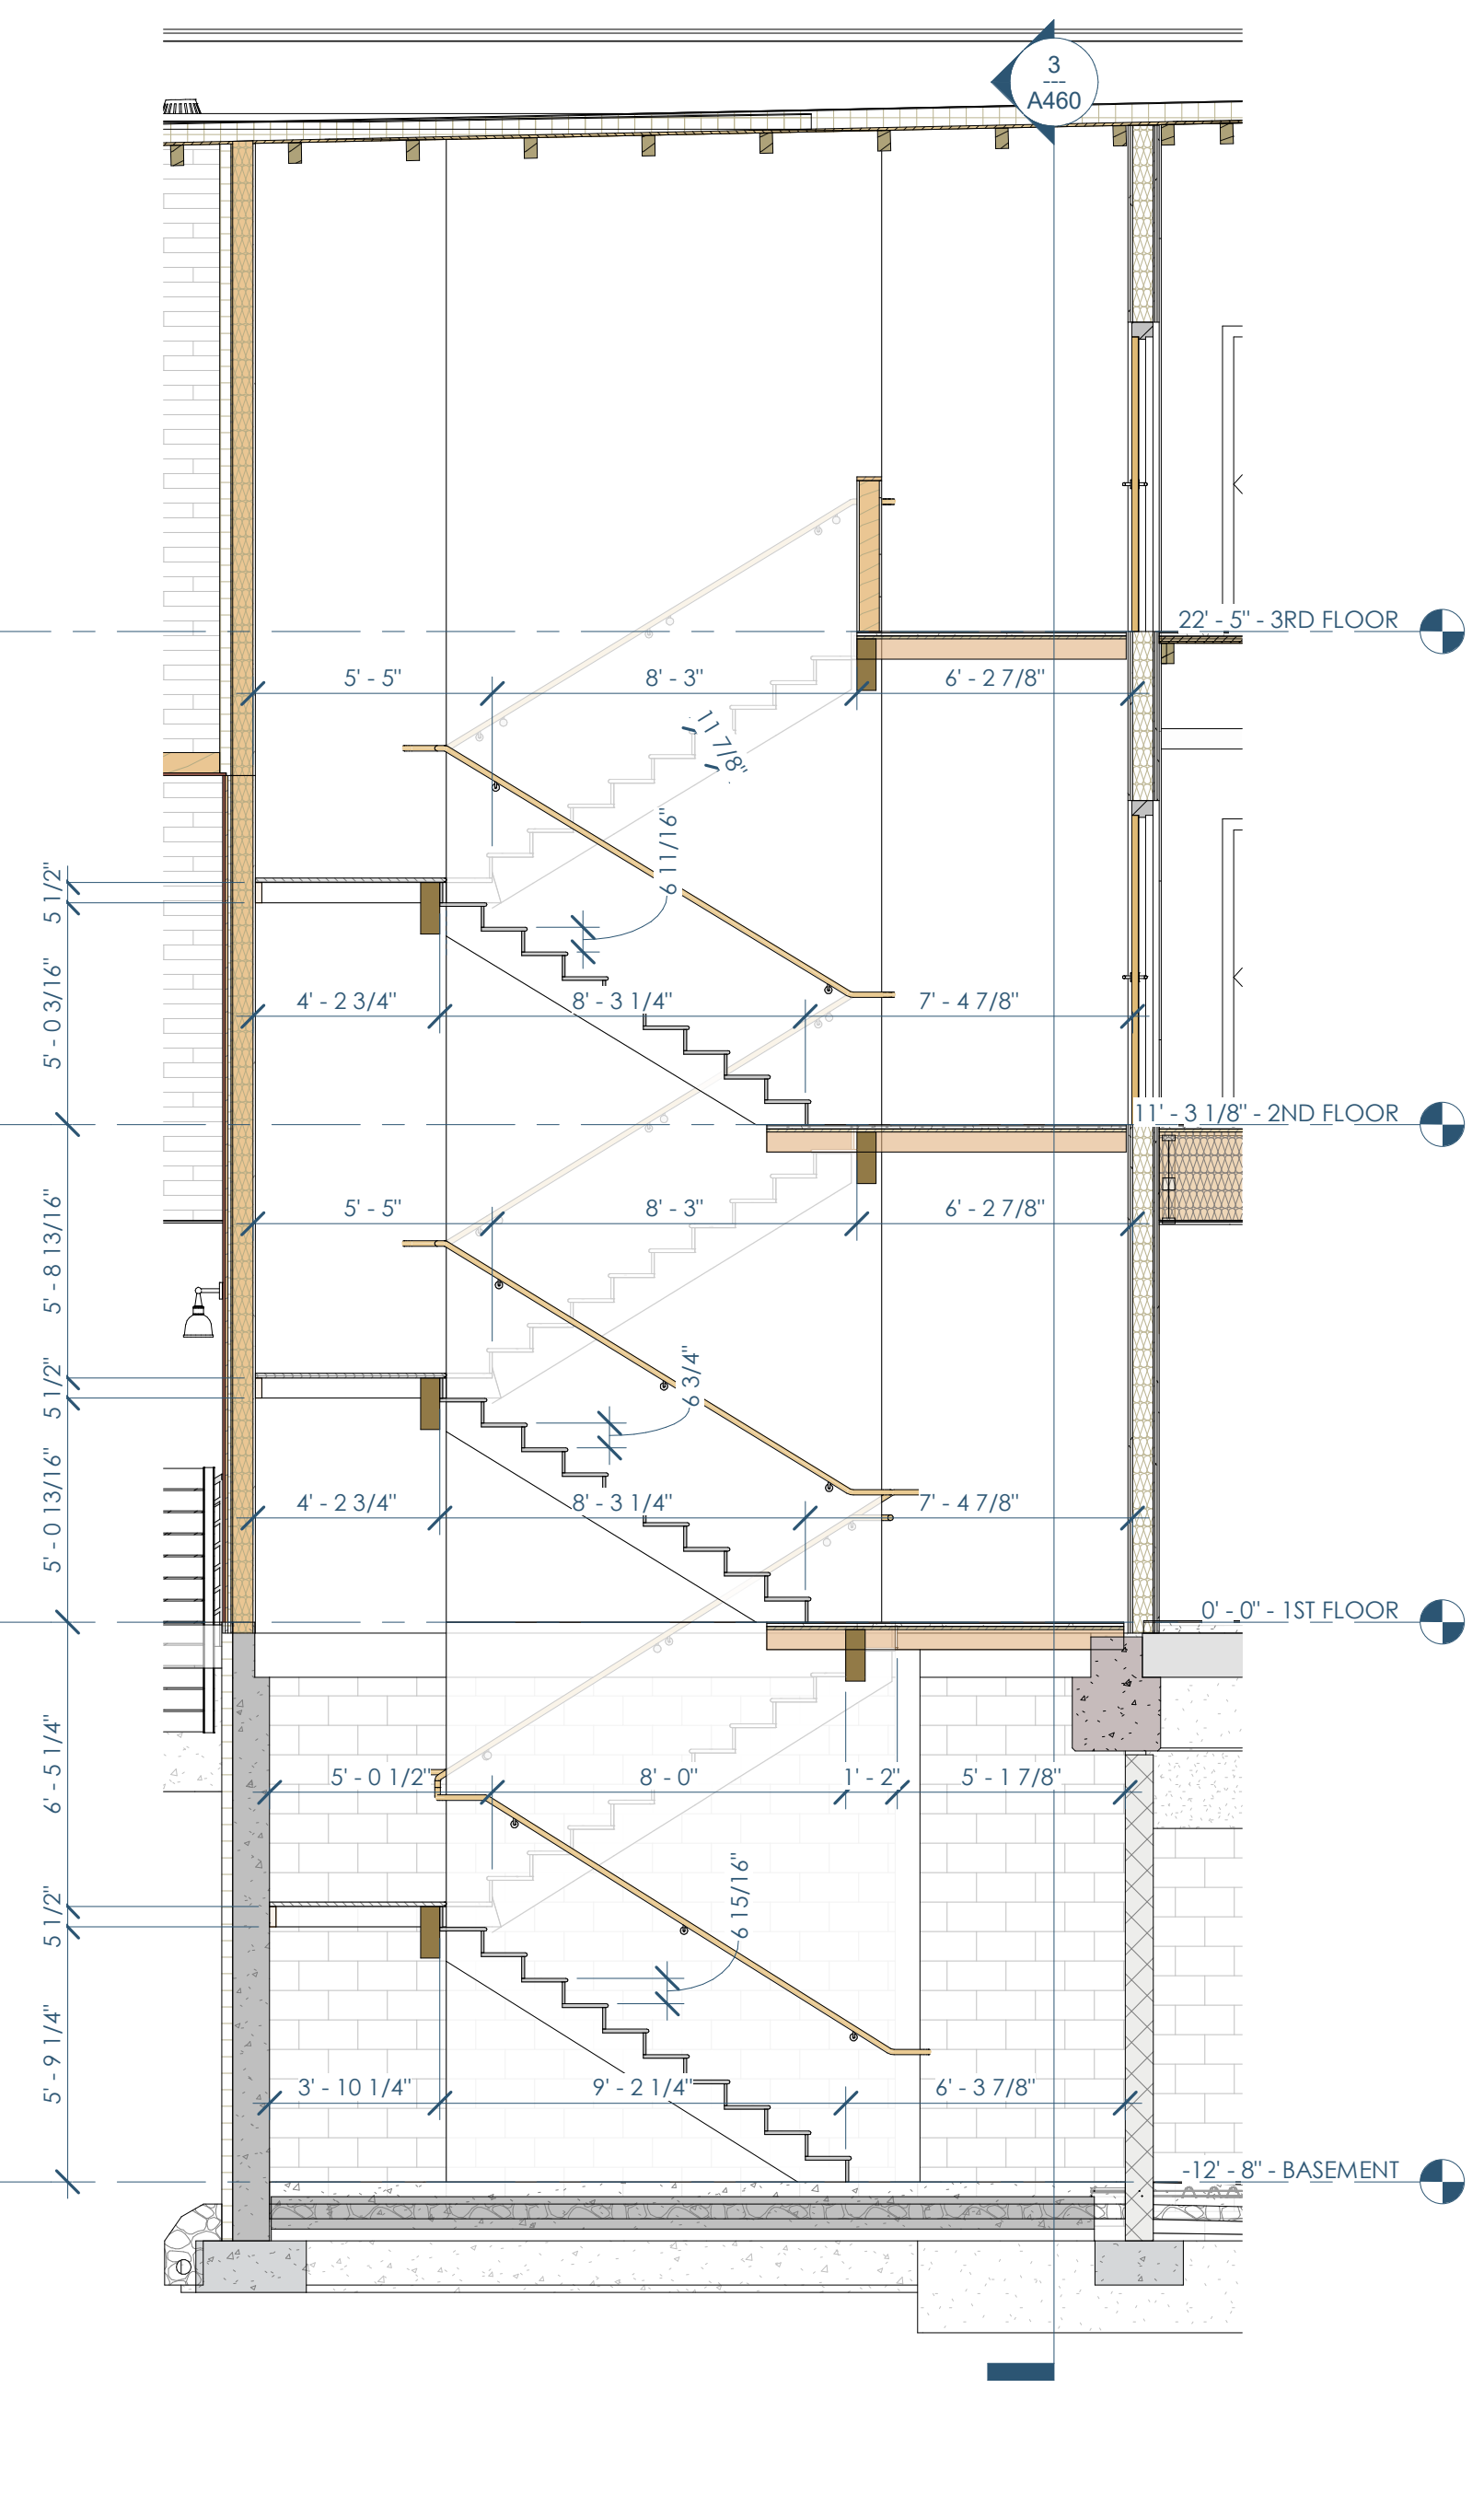 3
---
A460
22' - 5" - 3RD FLOOR
5' - 5"
8' - 3"
6' - 2 7/8"
11 7/8"
6 11/16"
5 1/2"
5' - 0 3/16"
4' - 2 3/4"
8' - 3 1/4"
7' - 4 7/8"
11' - 3 1/8" - 2ND FLOOR
5' - 8 13/16"
5' - 5"
8' - 3"
6' - 2 7/8"
6 3/4"
5 1/2"
5' - 0 13/16"
4' - 2 3/4"
8' - 3 1/4"
7' - 4 7/8"
0' - 0" - 1ST FLOOR
6' - 5 1/4"
5' - 0 1/2"
8' - 0"
1' - 2"
5' - 1 7/8"
6 15/16"
5 1/2"
5' - 9 1/4"
3' - 10 1/4"
9' - 2 1/4"
6' - 3 7/8"
-12' - 8" - BASEMENT